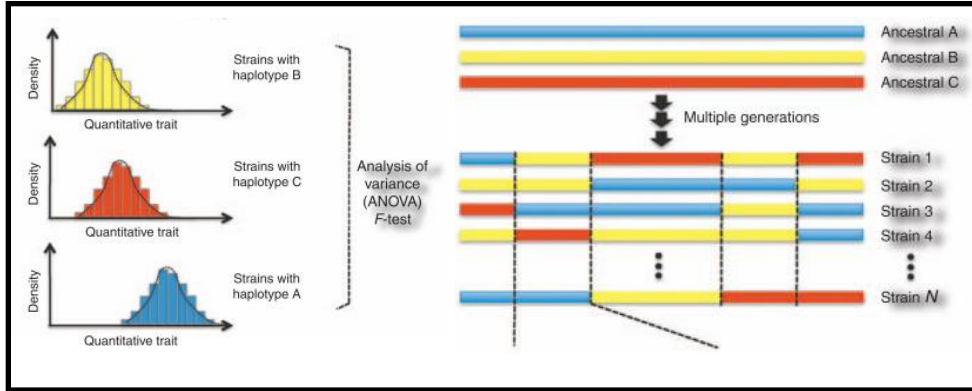 Density
Quantitative trait
Strains with
haplotype B
Density
Quantitative trait
Strains with
haplotype C
Density
Quantitative trait
Strains with
haplotype A
Analysis of
variance
(ANOVA)
F-test
Ancestral A
Ancestral B
Ancestral C
Multiple generations
Strain 1
Strain 2
Strain 3
Strain 4
Strain N